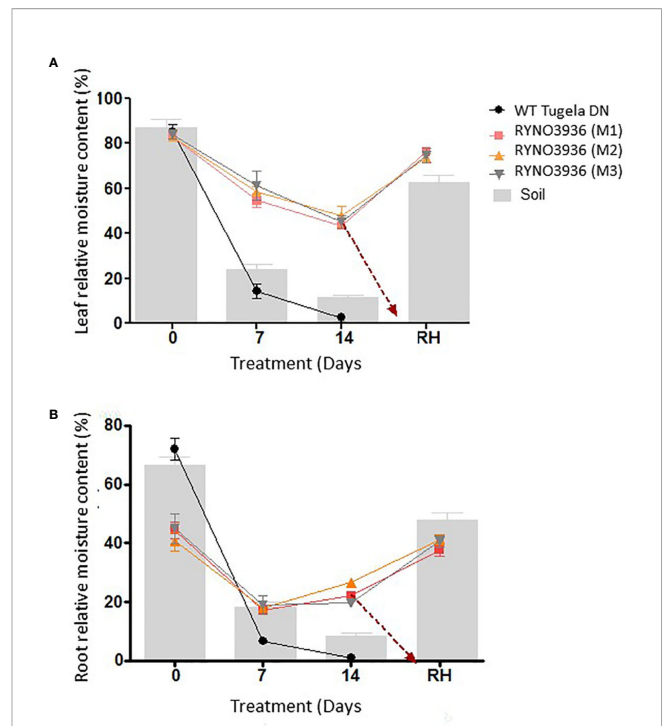 A
Leaf relative moisture content (%)
100
80
60
40
20
0
0 7 14 RH
Treatment (Days
WT Tugela DN
RYNO3936 (M1)
RYNO3936 (M2)
RYNO3936 (M3)
Soil
B
Root relative moisture content (%)
80
60
40
20
0
0 7 14 RH
Treatment (Days